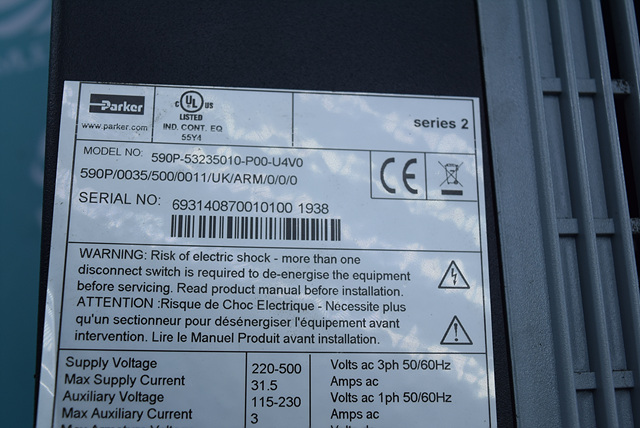 Parker
www.parker.com
c UL us
LISTED
IND. CONT. EQ
55Y4
series 2
MODEL NO: 590P-53235010-P00-U4V0
590P/0035/500/0011/UK/ARM/0/0/0
CE
SERIAL NO: 693140870010100 1938
WARNING: Risk of electric shock - more than one
disconnect switch is required to de-energise the equipment
before servicing. Read product manual before installation.
ATTENTION :Risque de Choc Electrique - Necessite plus
qu'un sectionneur pour désénergiser l'équipement avant
intervention. Lire le Manuel Produit avant installation.
Supply Voltage 220-500 Volts ac 3ph 50/60Hz
Max Supply Current 31.5 Amps ac
Auxiliary Voltage 115-230 Volts ac 1ph 50/60Hz
Max Auxiliary Current 3 Amps ac